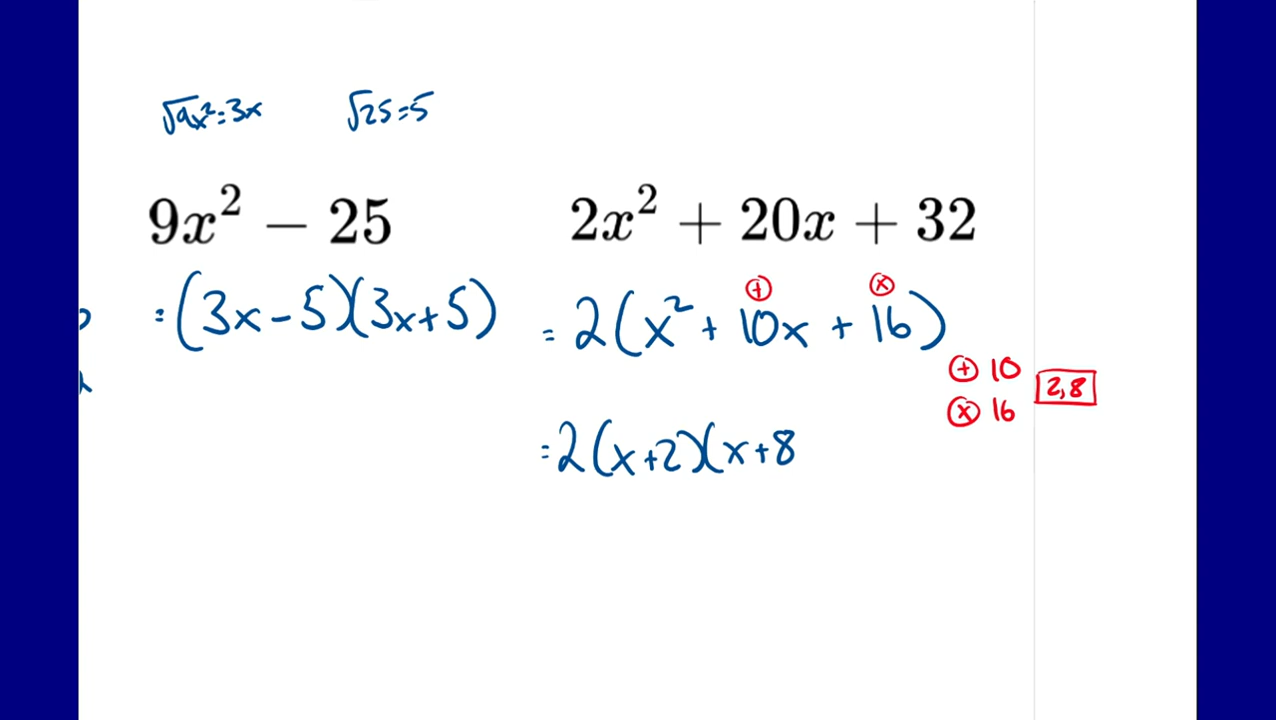 √9x²=3x √25=5
9x² − 25
= (3x-5)(3x+5)
2x² + 20x + 32
+ ×
= 2(x² + 10x + 16)
+ 10
× 16
2,8
=2(x+2)(x+8